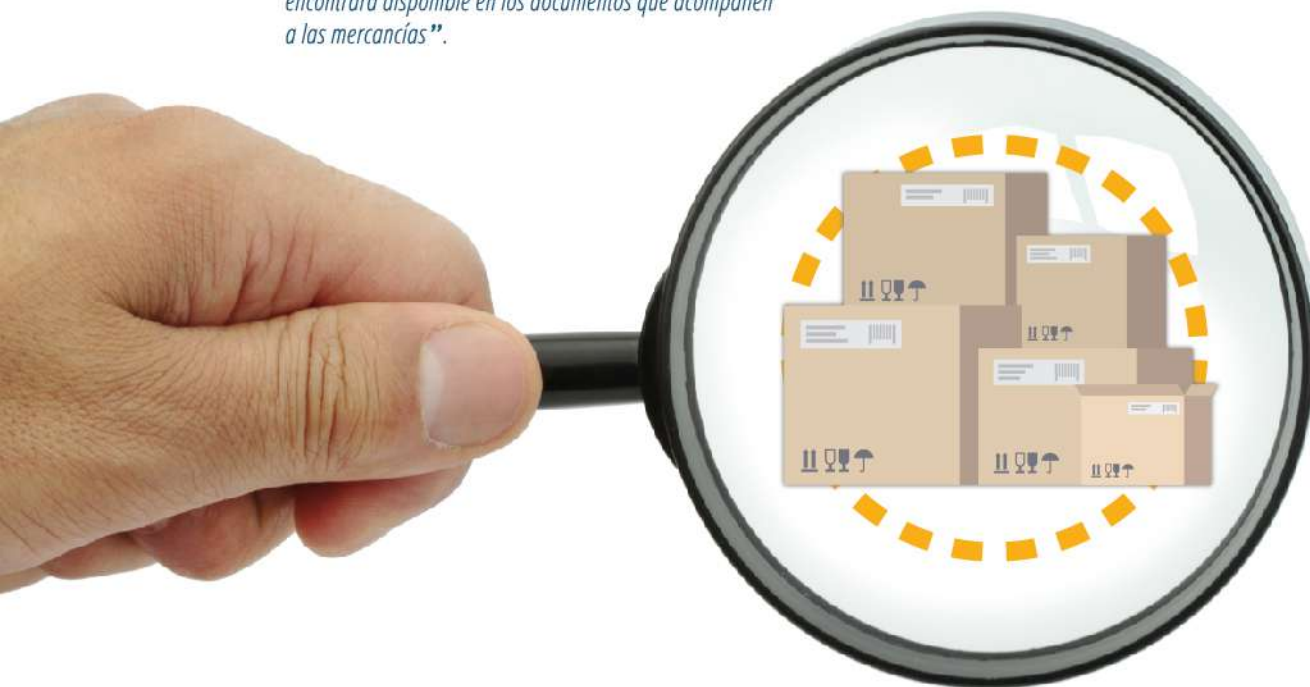 encontrará disponible en los documentos que acompañen
a las mercancías”.